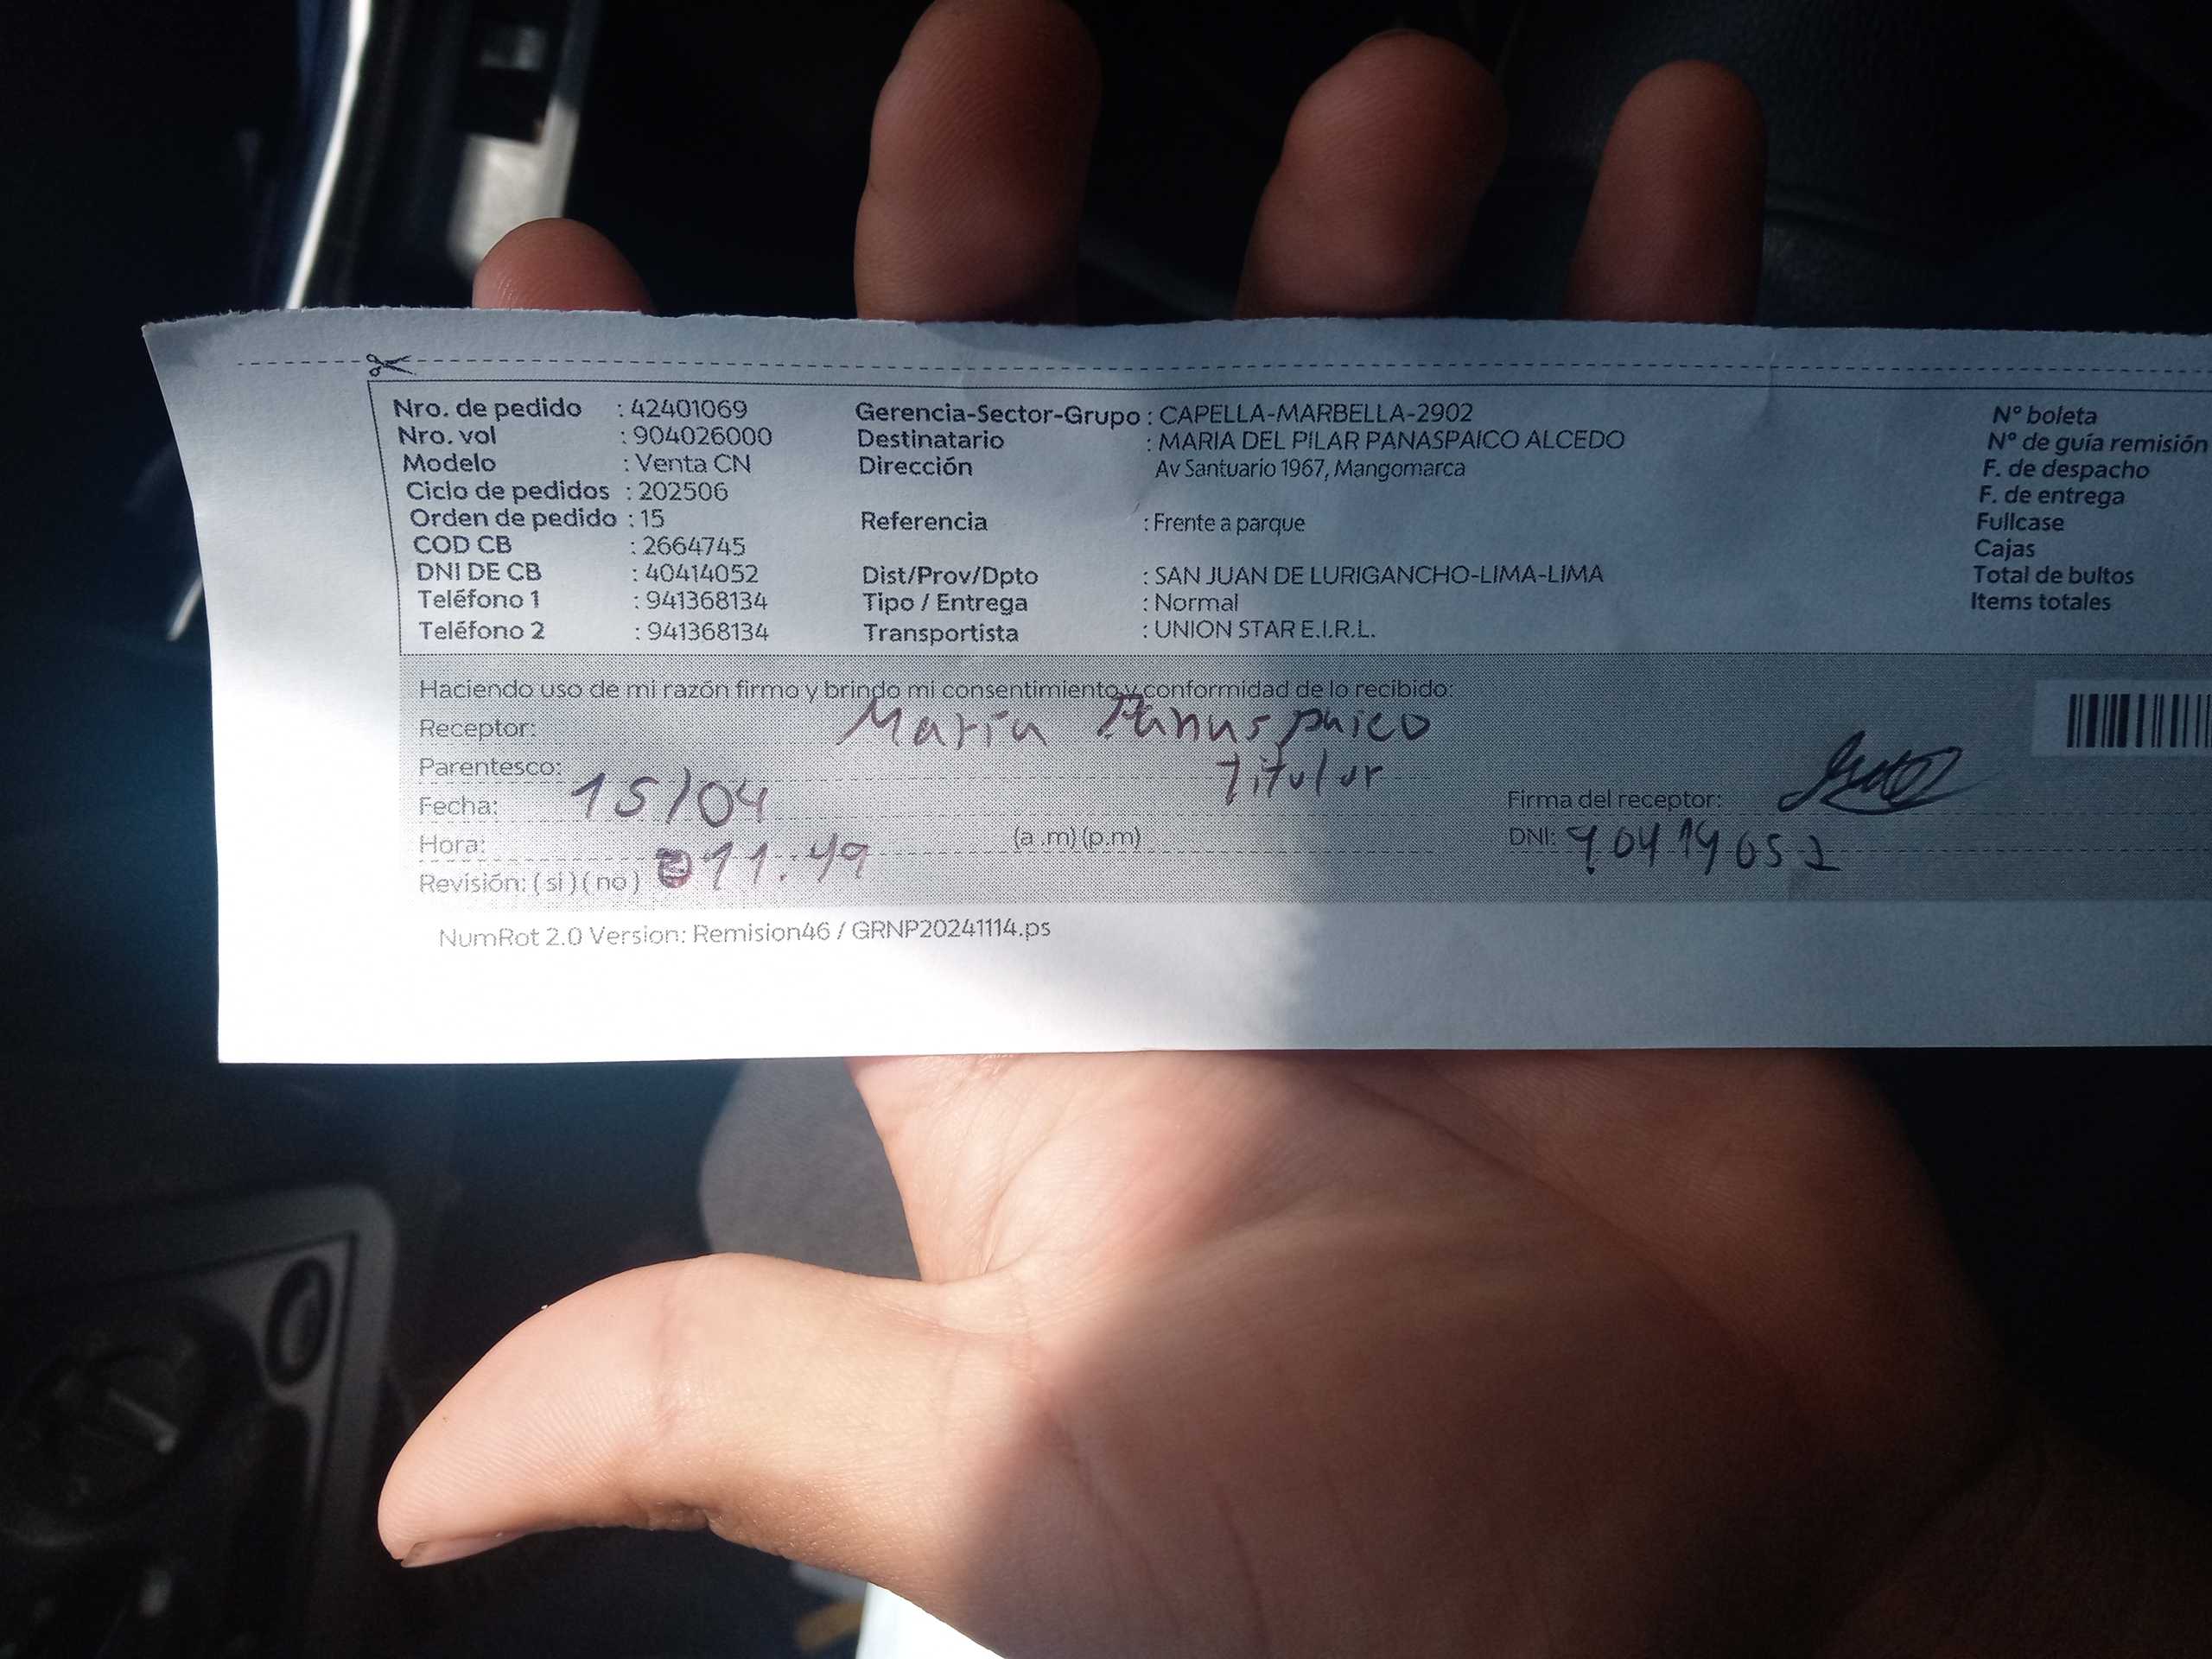 Nro. de pedido : 42401069
Nro. vol : 904026000
Modelo : Venta CN
Ciclo de pedidos : 202506
Orden de pedido : 15
COD CB : 2664745
DNI DE CB : 40414052
Teléfono 1 : 941368134
Teléfono 2 : 941368134
Gerencia-Sector-Grupo : CAPELLA-MARBELLA-2902
Destinatario : MARIA DEL PILAR PANASPAICO ALCEDO
Dirección Av Santuario 1967, Mangomarca
Referencia : Frente a parque
Dist/Prov/Dpto : SAN JUAN DE LURIGANCHO-LIMA-LIMA
Tipo / Entrega : Normal
Transportista : UNION STAR E.I.R.L.
N° boleta
N° de guía remisión
F. de despacho
F. de entrega
Fullcase
Cajas
Total de bultos
Items totales
Haciendo uso de mi razón firmo y brindo mi consentimiento y conformidad de lo recibido:
Receptor: María Panaspaico
Parentesco: Titular
Fecha: 15/04
Hora: 11:49 (a .m) (p.m)
Revisión: ( si ) ( no )
Firma del receptor:
DNI: 40414052
NumRot 2.0 Version: Remision46 / GRNP20241114.ps